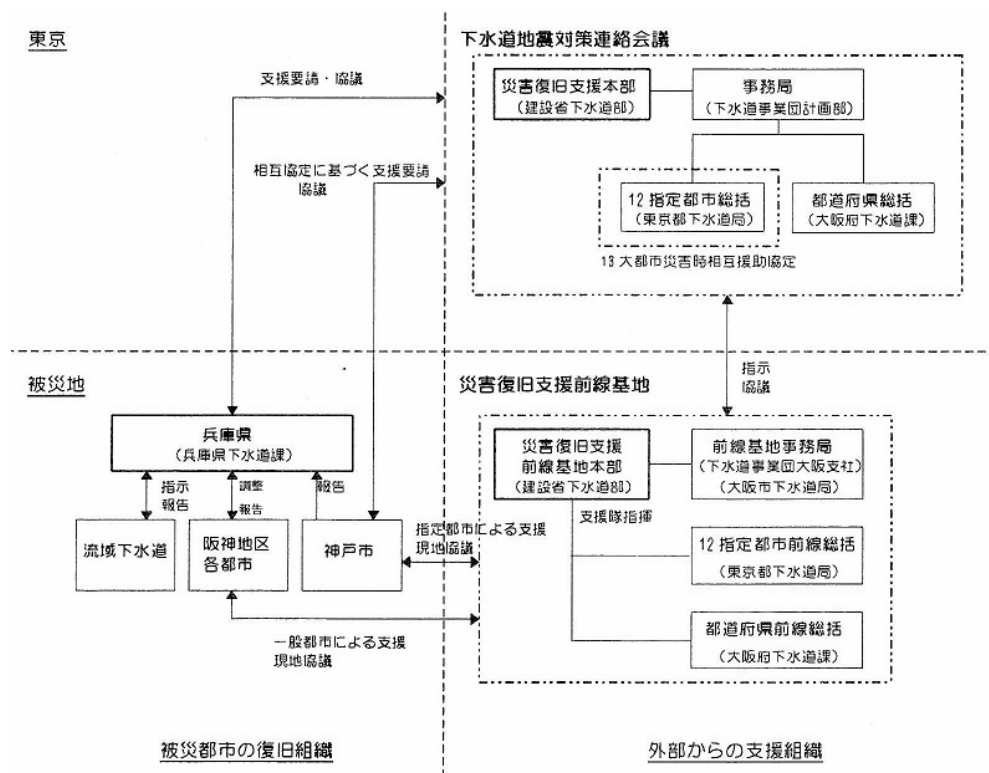 東京
支援要請・協議
相互協定に基づく支援要請
協議
下水道地震対策連絡会議
災害復旧支援本部
(建設省下水道部)
事務局
(下水道事業団計画部)
12指定都市総括
(東京都下水道局)
都道府県総括
(大阪府下水道課)
13大都市災害時相互援助協定
指示
協議
被災地
兵庫県
(兵庫県下水道課)
指示
報告
調整
報告
報告
流域下水道
阪神地区
各都市
神戸市
指定都市による支援
現地協議
一般都市による支援
現地協議
災害復旧支援前線基地
災害復旧支援
前線基地本部
(建設省下水道部)
支援隊指揮
前線基地事務局
(下水道事業団大阪支社)
(大阪市下水道局)
12指定都市前線総括
(東京都下水道局)
都道府県前線総括
(大阪府下水道課)
被災都市の復旧組織
外部からの支援組織